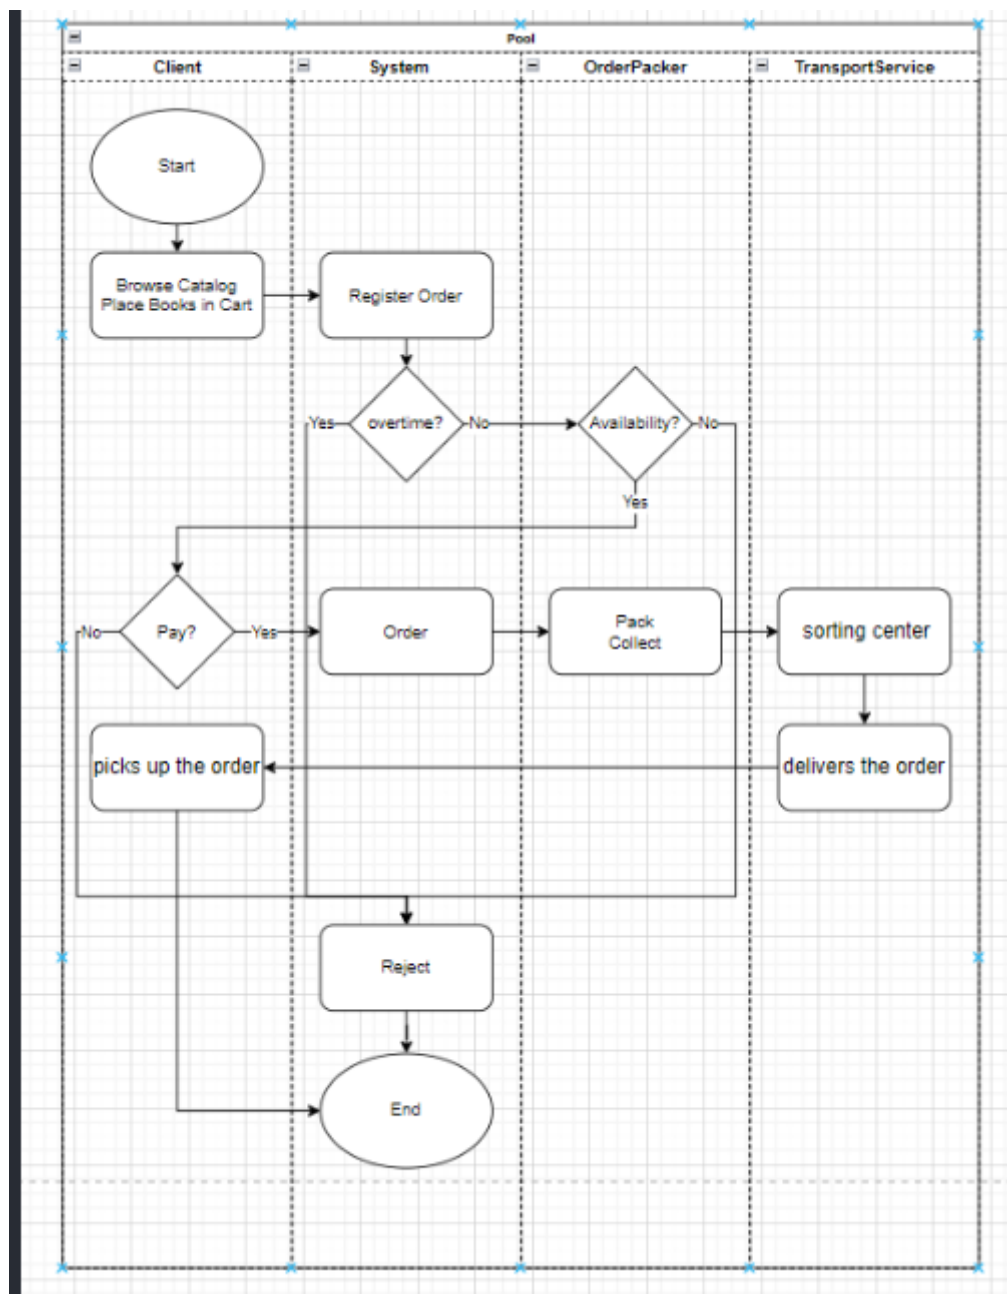 Pool
Client
System
OrderPacker
TransportService
Start
Browse Catalog
Place Books in Cart
Register Order
Yes
overtime?
No
Availability?
No
Yes
No
Pay?
Yes
Order
Pack
Collect
sorting center
picks up the order
delivers the order
Reject
End